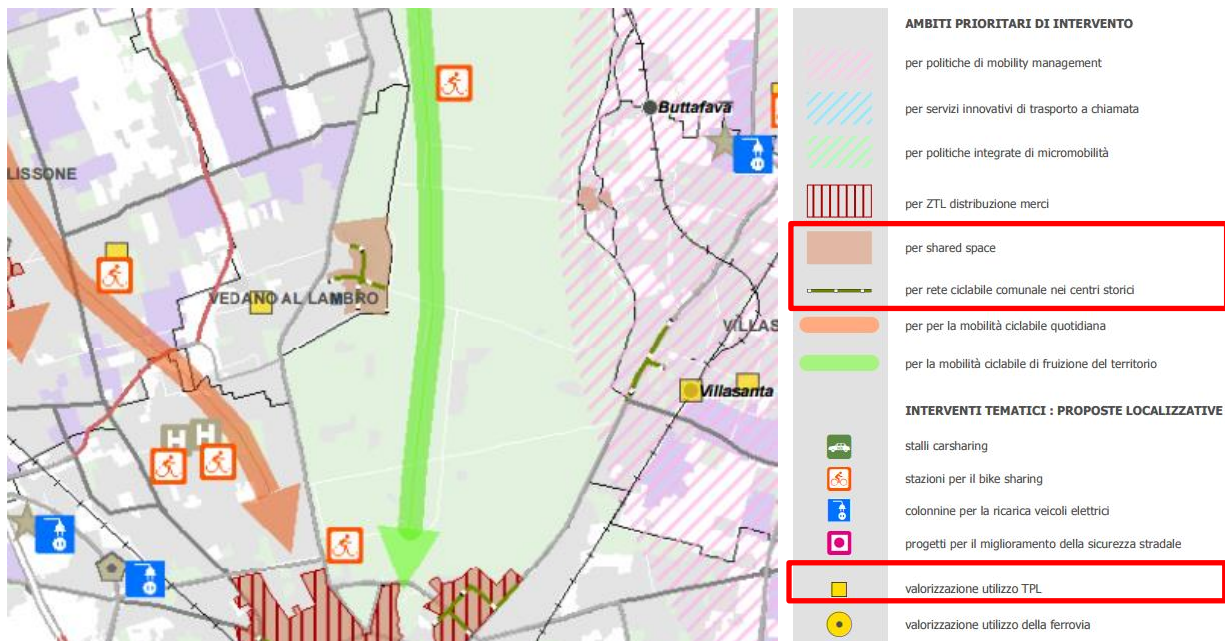 Buttafava
LISSONE
VEDANO AL LAMBRO
VILLAS
Villasanta
H H
AMBITI PRIORITARI DI INTERVENTO
per politiche di mobility management
per servizi innovativi di trasporto a chiamata
per politiche integrate di micromobilità
per ZTL distribuzione merci
per shared space
per rete ciclabile comunale nei centri storici
per per la mobilità ciclabile quotidiana
per la mobilità ciclabile di fruizione del territorio
INTERVENTI TEMATICI : PROPOSTE LOCALIZZATIVE
stalli carsharing
stazioni per il bike sharing
colonnine per la ricarica veicoli elettrici
progetti per il miglioramento della sicurezza stradale
valorizzazione utilizzo TPL
valorizzazione utilizzo della ferrovia